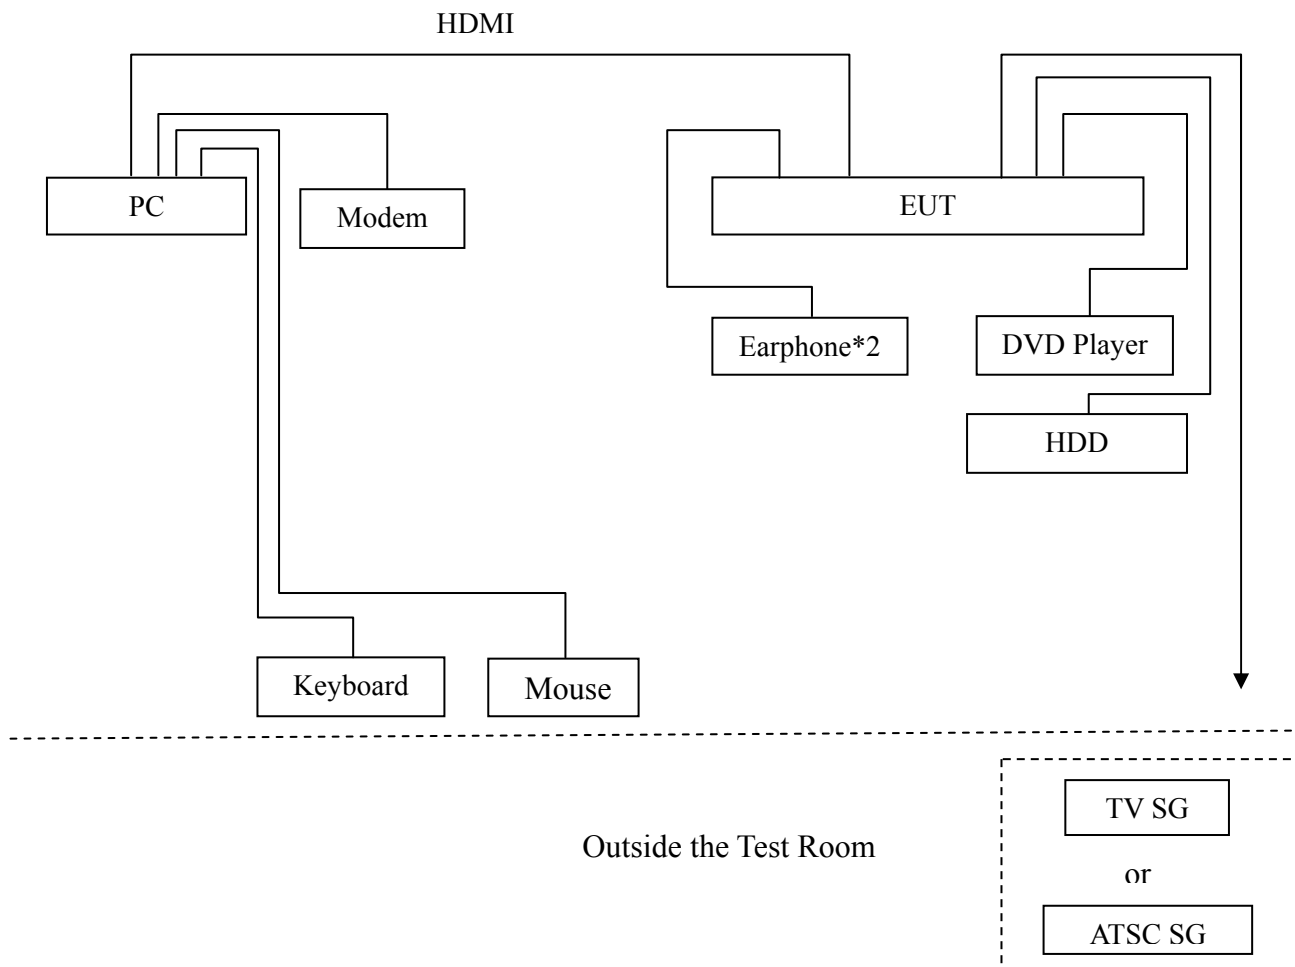 HDMI
PC
Modem
EUT
Earphone*2
DVD Player
HDD
Keyboard
Mouse
TV SG
Outside the Test Room
or
ATSC SG